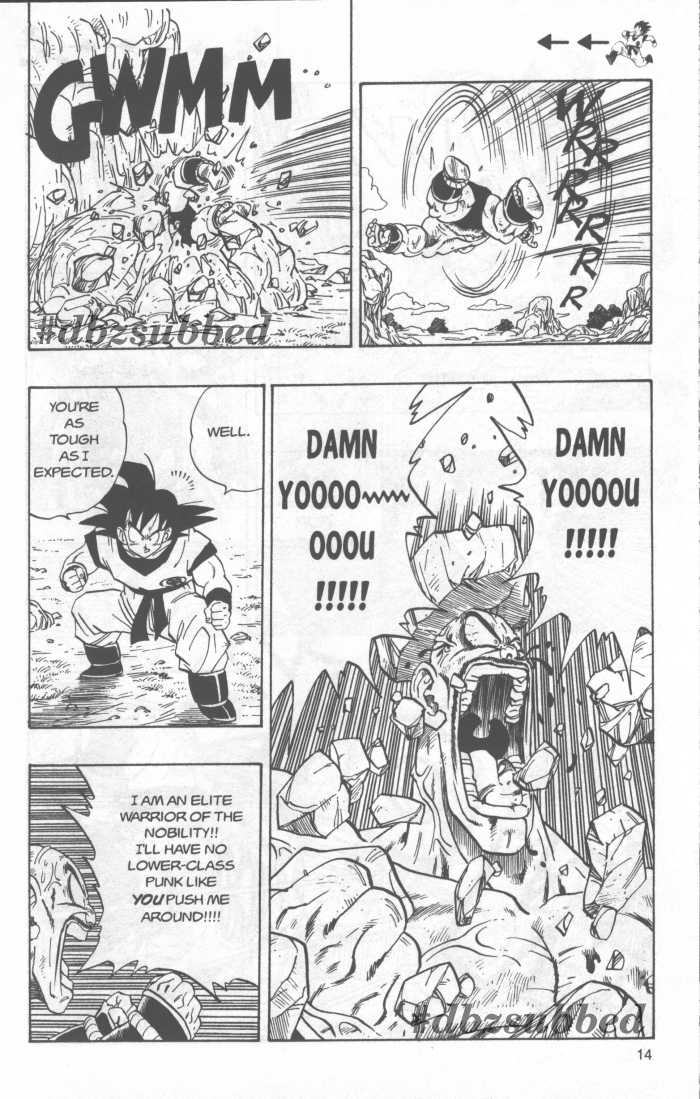 WRRRRRRR
GWMM
#dbzsubbed
DAMN
YOOOOU
!!!!!
DAMN
YOOOO~
OOOU
!!!!!
WELL.
YOU'RE
AS
TOUGH
AS I
EXPECTED.
I AM AN ELITE
WARRIOR OF THE
NOBILITY!!
I'LL HAVE NO
LOWER-CLASS
PUNK LIKE
YOU PUSH ME
AROUND!!!!
#dbzsubbed
14